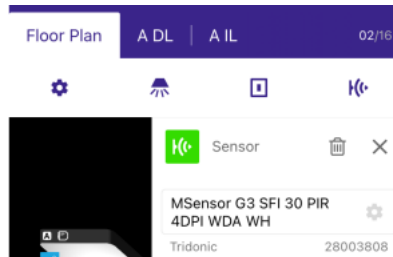 Floor Plan
A DL | A IL
02/16
Sensor
MSensor G3 SFI 30 PIR
4DPI WDA WH
Tridonic
28003808
A